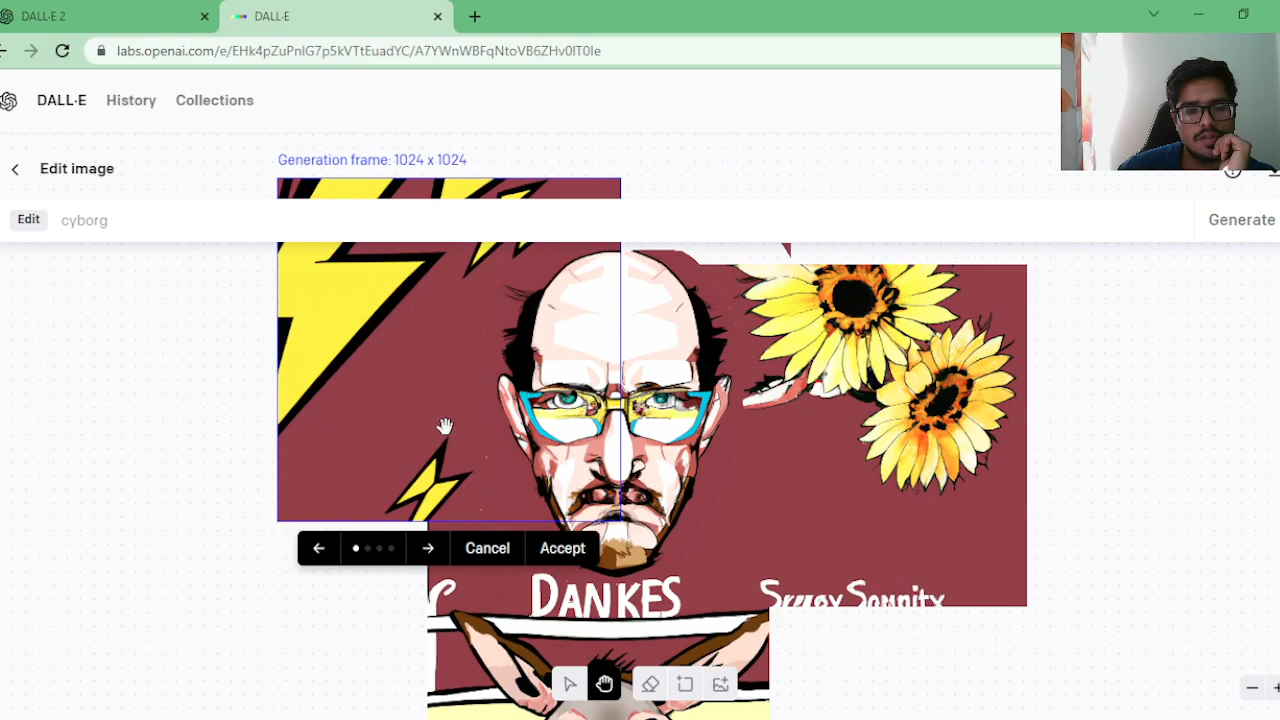 DALL·E 2
DALL·E
labs.openai.com/e/EHk4pZuPnlG7p5kVTtEuadYC/A7YWnWBFqNtoVB6ZHv0lT0Ie
DALL·E History Collections
Edit image
Generation frame: 1024 x 1024
Edit cyborg Generate
Cancel Accept
DANKES